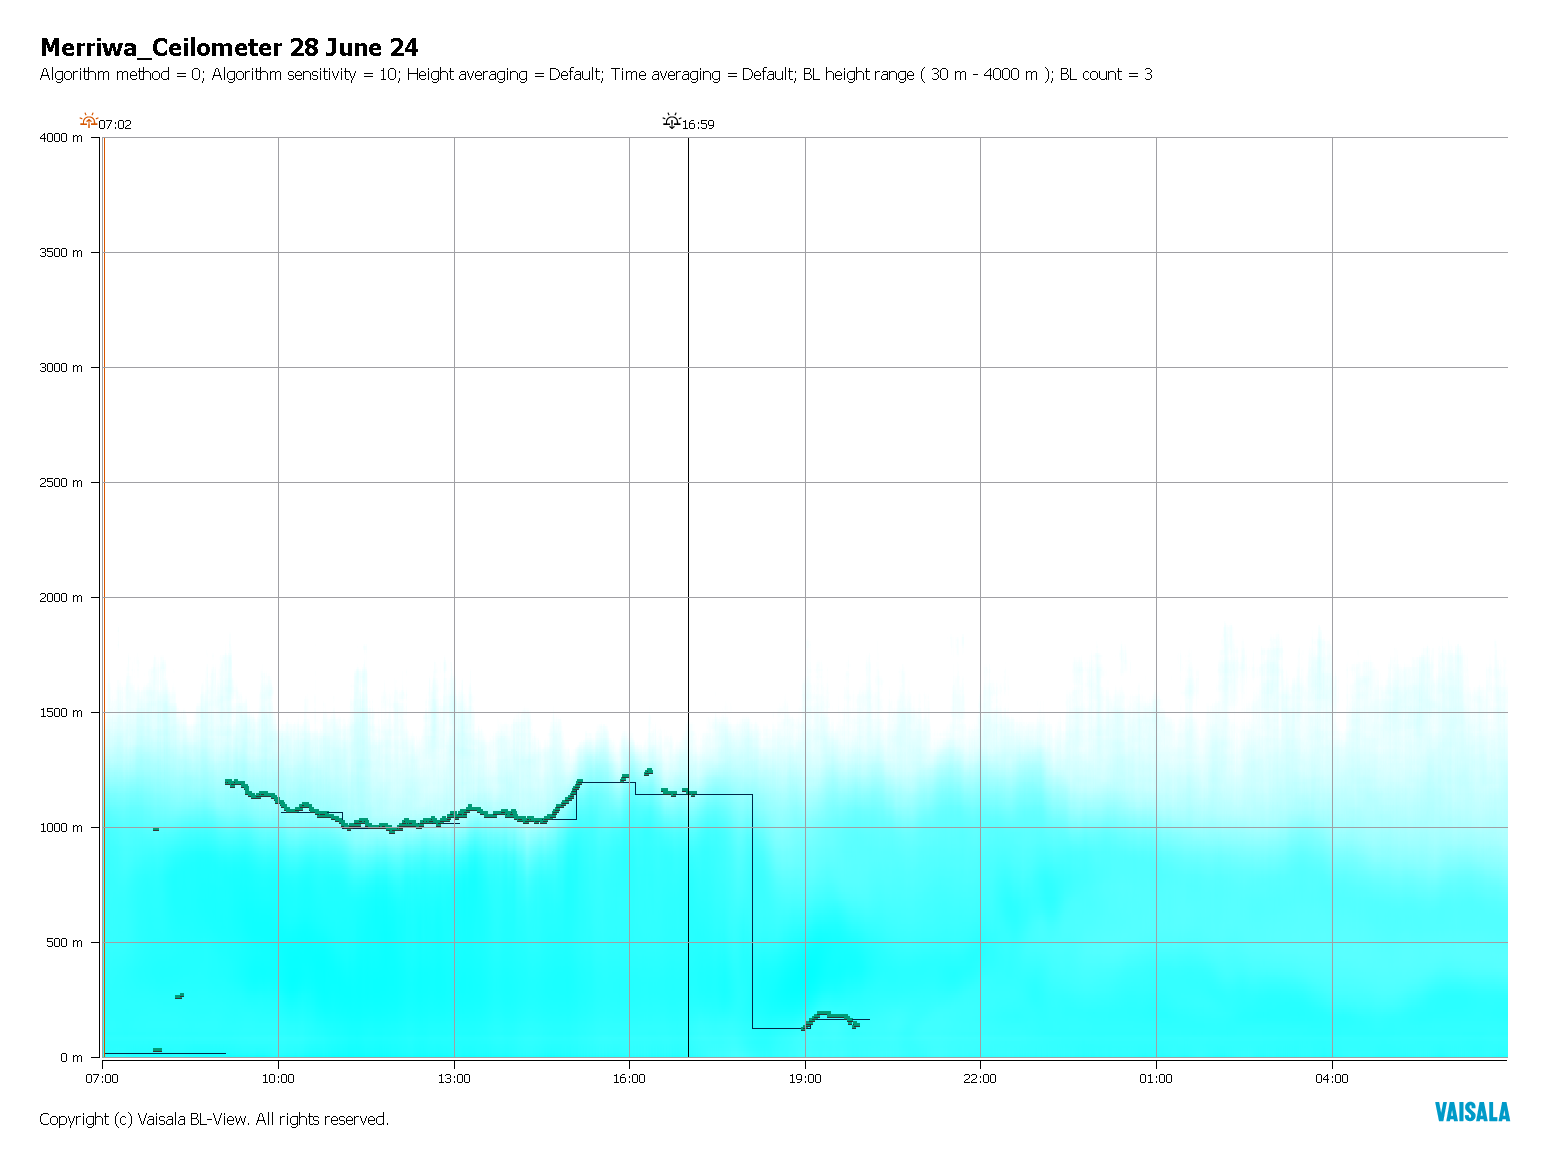 Merriwa_Ceilometer 28 June 24
Algorithm method = 0; Algorithm sensitivity = 10; Height averaging = Default; Time averaging = Default; BL height range ( 30 m - 4000 m ); BL count = 3
07:02 16:59
4000 m
3500 m
3000 m
2500 m
2000 m
1500 m
1000 m
500 m
0 m
07:00 10:00 13:00 16:00 19:00 22:00 01:00 04:00
Copyright (c) Vaisala BL-View. All rights reserved.
VAISALA